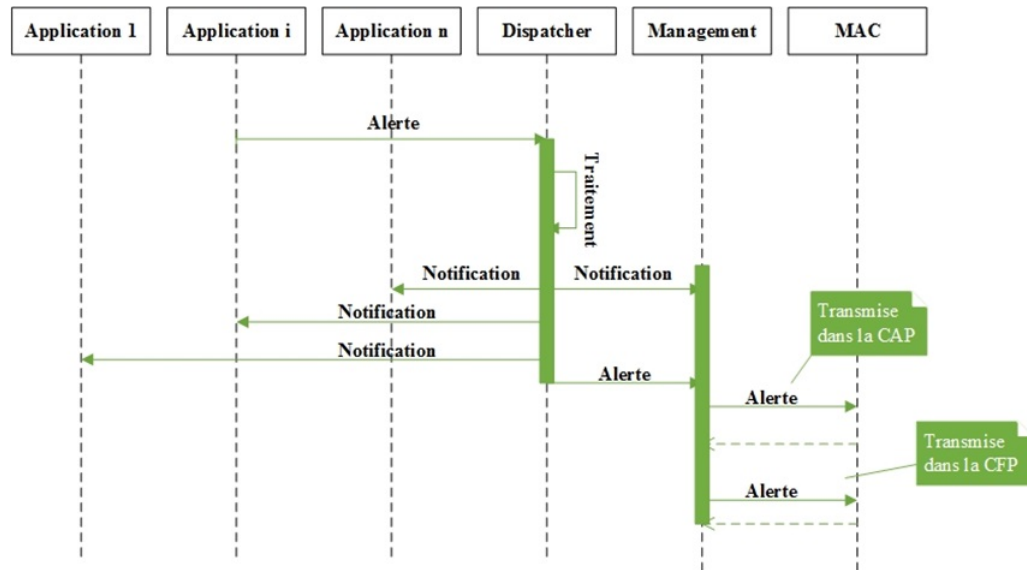 Application 1
Application i
Application n
Dispatcher
Management
MAC
Alerte
Traitement
Notification
Notification
Notification
Notification
Alerte
Transmise
dans la CAP
Alerte
Transmise
dans la CFP
Alerte